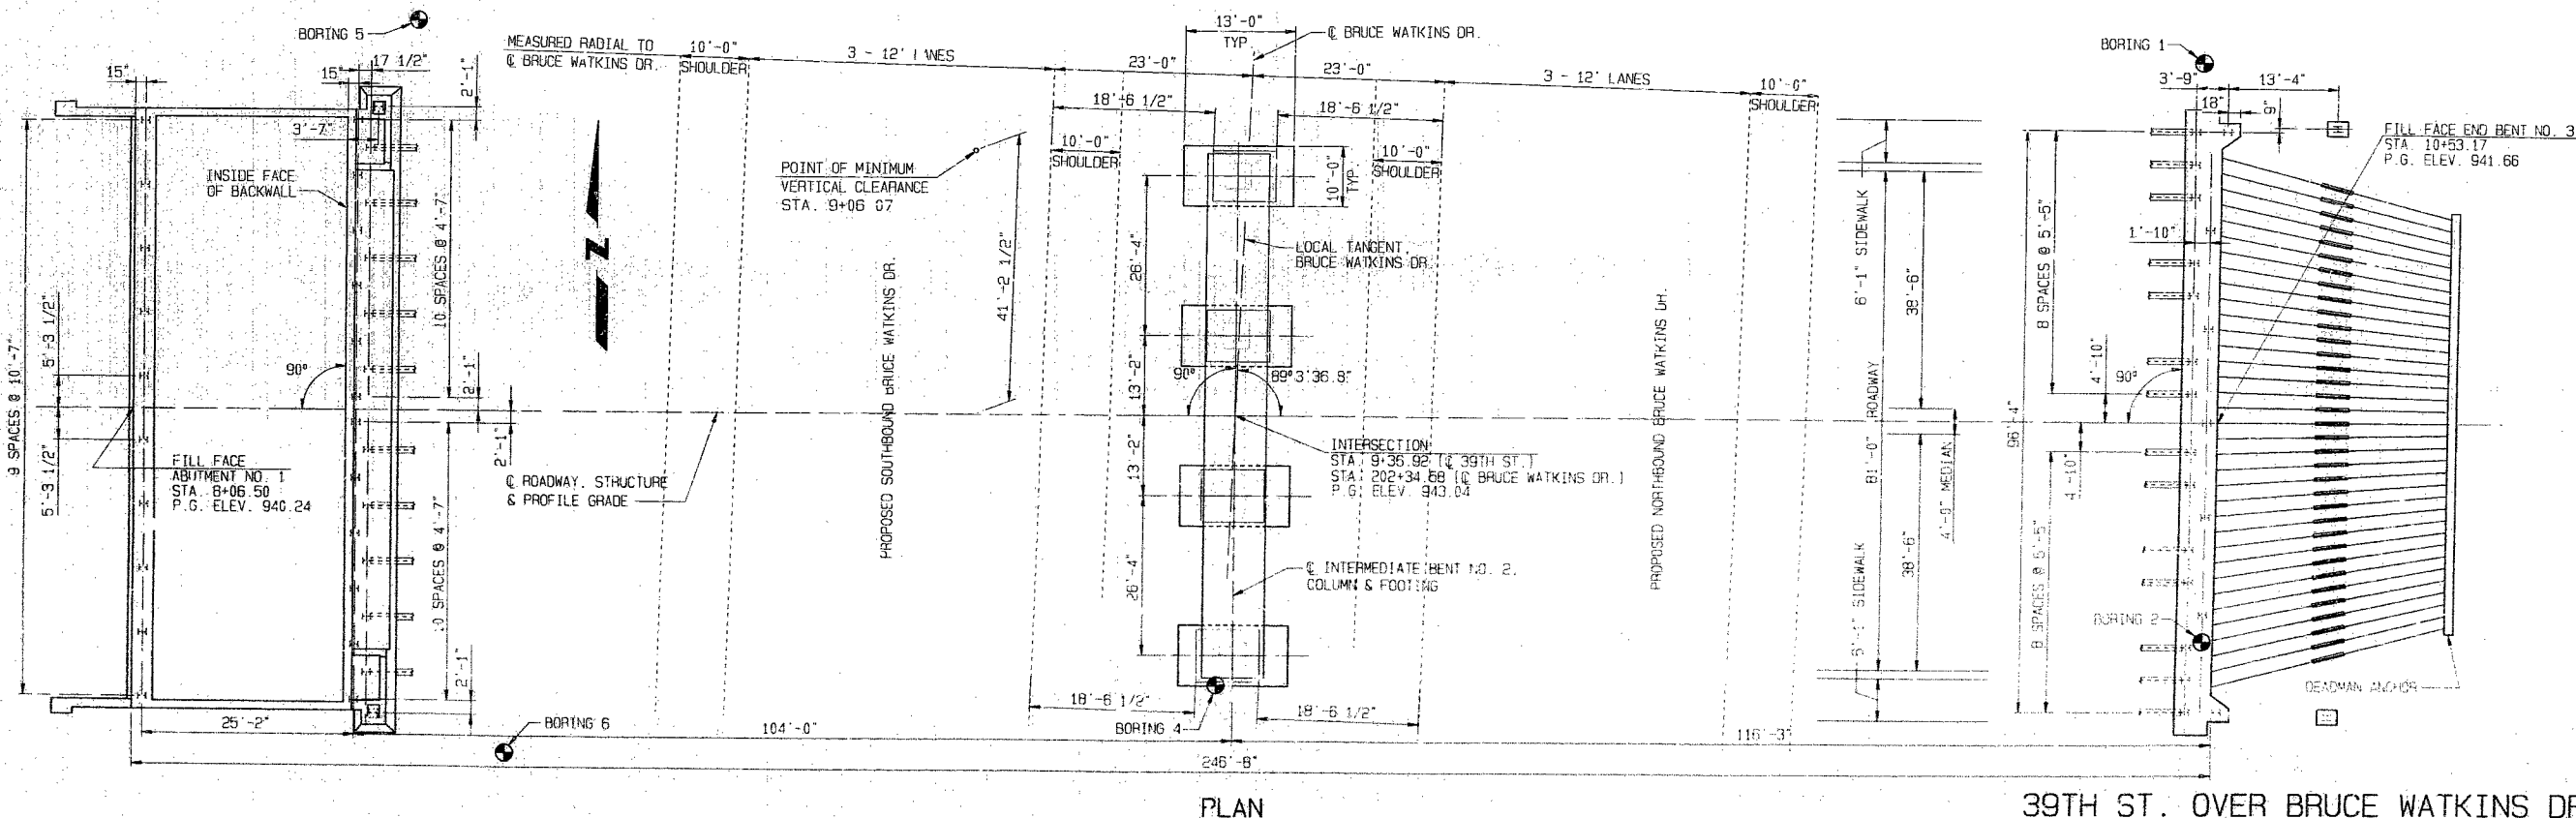 BORING 5
MEASURED RADIAL TO
℄ BRUCE WATKINS DR.
10'-0"
SHOULDER
3 - 12' LANES
23'-0"
13'-0"
TYP
℄ BRUCE WATKINS DR.
23'-0"
3 - 12' LANES
10'-0"
SHOULDER
BORING 1
3'-9"
13'-4"
18"
9"
15"
15"
17 1/2"
2'-1"
3'-7"
INSIDE FACE
OF BACKWALL
18'-6 1/2"
18'-6 1/2"
10'-0"
SHOULDER
10'-0"
SHOULDER
10'-0"
TYP
POINT OF MINIMUM
VERTICAL CLEARANCE
STA. 9+06.07
41'-2 1/2"
N
LOCAL TANGENT,
BRUCE WATKINS DR.
FILL FACE END BENT NO. 3
STA. 10+53.17
P.G. ELEV. 941.66
1'-10"
9 SPACES @ 10'-7"
5'-3 1/2"
5'-3 1/2"
10 SPACES @ 4'-7"
10 SPACES @ 4'-7"
2'-1"
2'-1"
2'-1"
90°
FILL FACE
ABUTMENT NO. 1
STA. 8+06.50
P.G. ELEV. 940.24
℄ ROADWAY, STRUCTURE
& PROFILE GRADE
PROPOSED SOUTHBOUND BRUCE WATKINS DR.
26'-4"
13'-2"
13'-2"
26'-4"
90°
89°3'36.8"
INTERSECTION
STA. 9+36.92 (℄ 39TH ST.)
STA. 202+34.68 (℄ BRUCE WATKINS DR.)
P.G. ELEV. 943.04
℄ INTERMEDIATE BENT NO. 2,
COLUMN & FOOTING
PROPOSED NORTHBOUND BRUCE WATKINS DR.
6'-1" SIDEWALK
81'-0" ROADWAY
6'-1" SIDEWALK
38'-6"
38'-6"
4'-0" MEDIAN
96'-4"
8 SPACES @ 5'-5"
8 SPACES @ 5'-5"
4'-10"
4'-10"
90°
BORING 2
DEADMAN ANCHOR
18'-6 1/2"
18'-6 1/2"
BORING 4
BORING 6
25'-2"
104'-0"
116'-3"
246'-8"
PLAN
39TH ST. OVER BRUCE WATKINS DR